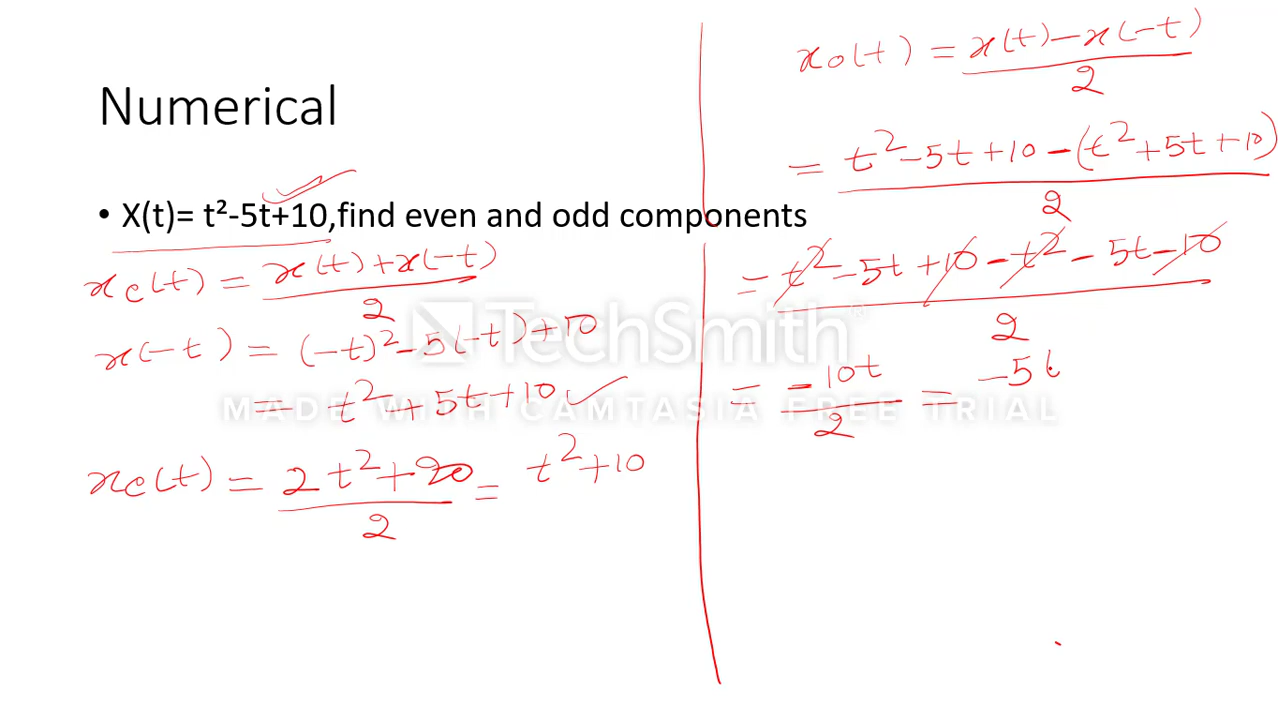 Numerical
• X(t)= t²-5t+10,find even and odd components
xe(t) = x(t)+x(-t) / 2
x(-t) = (-t)² - 5(-t) + 10
= t² + 5t + 10 ✓
xe(t) = 2t² + 20 / 2 = t² + 10
xo(t) = x(t) - x(-t) / 2
= t² - 5t + 10 - (t² + 5t + 10) / 2
= t² - 5t + 10 - t² - 5t - 10 / 2
= -10t / 2 = -5t
TechSmith®
MADE WITH CAMTASIA FREE TRIAL